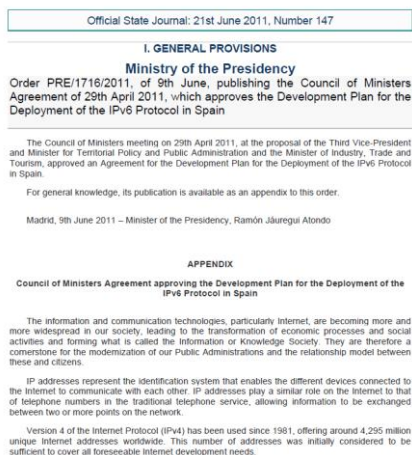 Official State Journal: 21st June 2011, Number 147
I. GENERAL PROVISIONS
Ministry of the Presidency
Order PRE/1716/2011, of 9th June, publishing the Council of Ministers
Agreement of 29th April 2011, which approves the Development Plan for the
Deployment of the IPv6 Protocol in Spain
The Council of Ministers meeting on 29th April 2011, at the proposal of the Third Vice-President
and Minister for Territorial Policy and Public Administration and the Minister of Industry, Trade and
Tourism, approved an Agreement for the Development Plan for the Deployment of the IPv6 Protocol
in Spain.
For general knowledge, its publication is available as an appendix to this order.
Madrid, 9th June 2011 – Minister of the Presidency, Ramón Jáuregui Atondo
APPENDIX
Council of Ministers Agreement approving the Development Plan for the Deployment of the
IPv6 Protocol in Spain
The information and communication technologies, particularly Internet, are becoming more and
more widespread in our society, leading to the transformation of economic processes and social
activities and forming what is called the Information or Knowledge Society. They are therefore a
cornerstone for the modernization of our Public Administrations and the relationship model between
these and citizens.
IP addresses represent the identification system that enables the different devices connected to
the Internet to communicate with each other. IP addresses play a similar role on the Internet to that
of telephone numbers in the traditional telephone service, allowing information to be exchanged
between two or more points on the network.
Version 4 of the Internet Protocol (IPv4) has been used since 1981, offering around 4,295 million
unique Internet addresses worldwide. This number of addresses was initially considered to be
sufficient to cover all foreseeable Internet development needs.